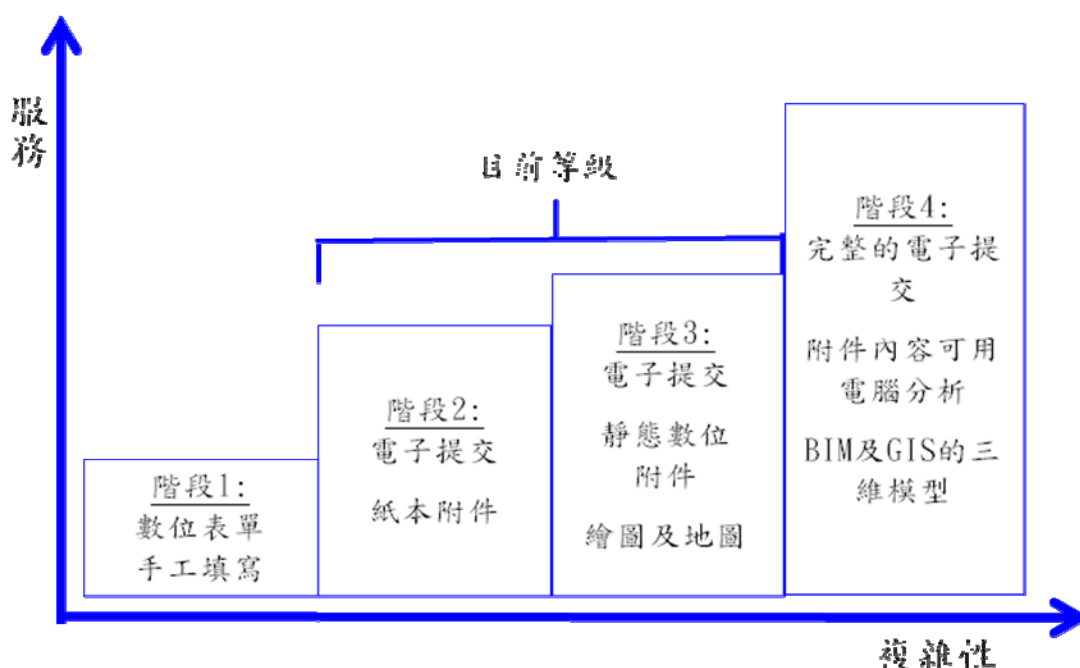 服
務
目前等級
階段1:
數位表單
手工填寫
階段2:
電子提交
紙本附件
階段3:
電子提交
靜態數位
附件
繪圖及地圖
階段4:
完整的電子提
交
附件內容可用
電腦分析
BIM及GIS的三
維模型
複雜性